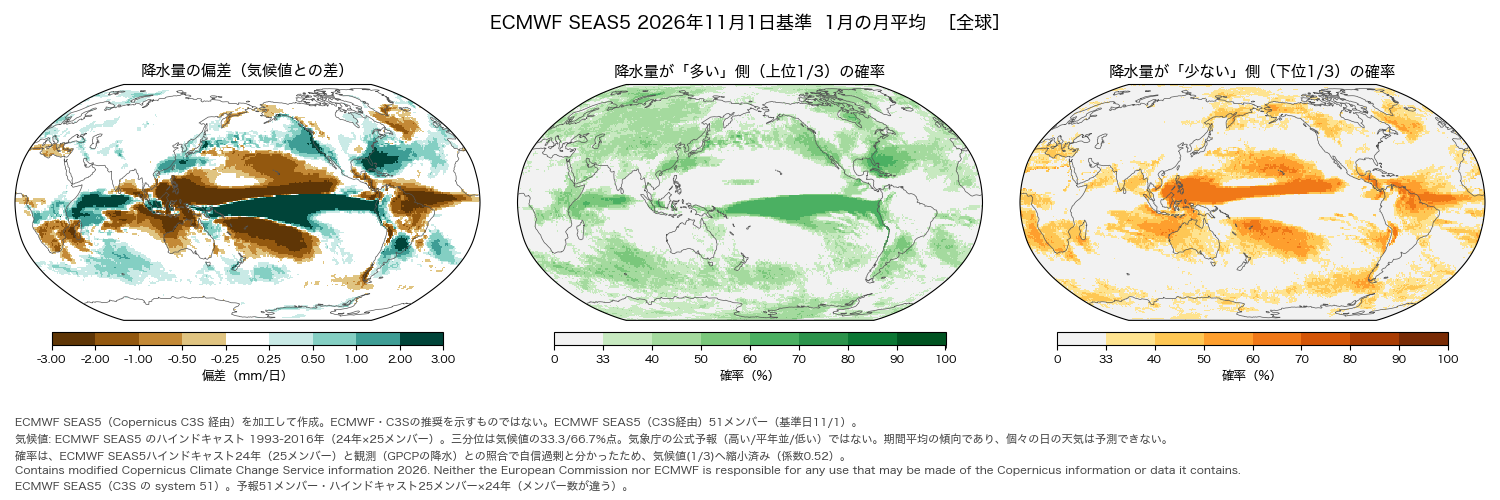 ECMWF SEAS5 2026年11月1日基準 1月の月平均 ［全球］
降水量の偏差（気候値との差）
降水量が「多い」側（上位1/3）の確率
降水量が「少ない」側（下位1/3）の確率
-3.00 -2.00 -1.00 -0.50 -0.25 0.25 0.50 1.00 2.00 3.00
偏差（mm/日）
0 33 40 50 60 70 80 90 100
確率（%）
0 33 40 50 60 70 80 90 100
確率（%）
ECMWF SEAS5（Copernicus C3S 経由）を加工して作成。ECMWF・C3Sの推奨を示すものではない。ECMWF SEAS5（C3S経由）51メンバー（基準日11/1）。
気候値: ECMWF SEAS5 のハインドキャスト 1993-2016年（24年×25メンバー）。三分位は気候値の33.3/66.7%点。気象庁の公式予報（高い/平年並/低い）ではない。期間平均の傾向であり、個々の日の天気は予測できない。
確率は、ECMWF SEAS5ハインドキャスト24年（25メンバー）と観測（GPCPの降水）との照合で自信過剰と分かったため、気候値(1/3)へ縮小済み（係数0.52）。
Contains modified Copernicus Climate Change Service information 2026. Neither the European Commission nor ECMWF is responsible for any use that may be made of the Copernicus information or data it contains.
ECMWF SEAS5（C3S の system 51）。予報51メンバー・ハインドキャスト25メンバー×24年（メンバー数が違う）。